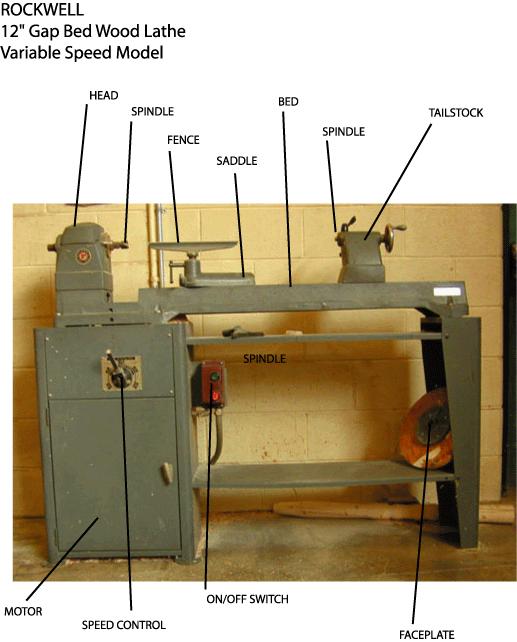 ROCKWELL
12" Gap Bed Wood Lathe
Variable Speed Model
HEAD
SPINDLE
FENCE
SADDLE
BED
SPINDLE
TAILSTOCK
SPINDLE
MOTOR
SPEED CONTROL
ON/OFF SWITCH
FACEPLATE